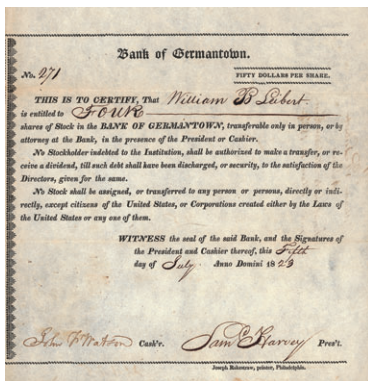 Bank of Germantown.
No. 271
FIFTY DOLLARS PER SHARE.
THIS IS TO CERTIFY, That William B Leibert
is entitled to FOUR
shares of Stock in the BANK OF GERMANTOWN, transferable only in person, or by
attorney at the Bank, in the presence of the President or Cashier.
No Stockholder indebted to the Institution, shall be authorized to make a transfer, or re-
ceive a dividend, till such debt shall have been discharged, or security, to the satisfaction of the
Directors, given for the same.
No Stock shall be assigned, or transferred to any person or persons, directly or indi-
rectly, except citizens of the United States, or Corporations created either by the Laws of
the United States or any one of them.
WITNESS the seal of the said Bank, and the Signatures of
the President and Cashier thereof, this Fifth
day of July Anno Domini 1823
John F Watson Cash'r. Saml Harvey Pres't.
Joseph Rakestraw, printer, Philadelphia.